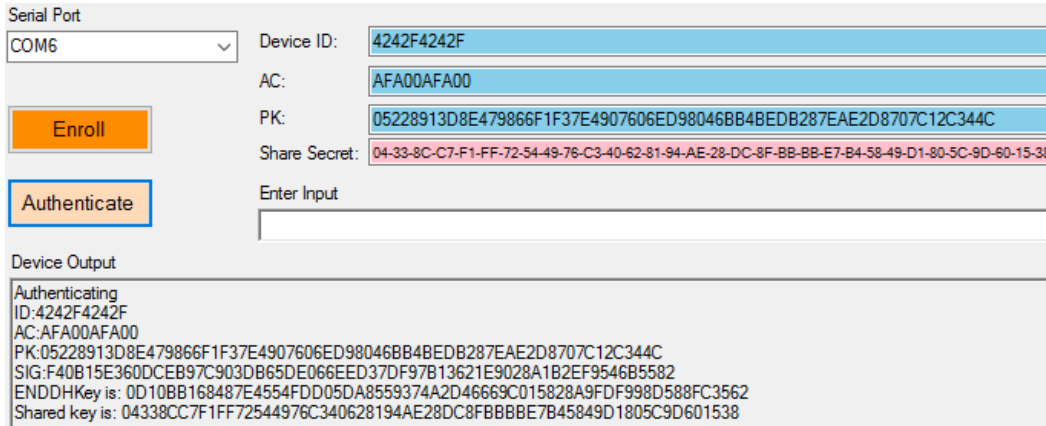 Serial Port
COM6
Device ID: 4242F4242F
AC: AFA00AFA00
Enroll
PK: 05228913D8E479866F1F37E4907606ED98046BB4BEDB287EAE2D8707C12C344C
Share Secret: 04-33-8C-C7-F1-FF-72-54-49-76-C3-40-62-81-94-AE-28-DC-8F-BB-BB-E7-B4-58-49-D1-80-5C-9D-60-15-38
Authenticate
Enter Input
Device Output
Authenticating
ID:4242F4242F
AC:AFA00AFA00
PK:05228913D8E479866F1F37E4907606ED98046BB4BEDB287EAE2D8707C12C344C
SIG:F40B15E360DCEB97C903DB65DE066EED37DF97B13621E9028A1B2EF9546B5582
ENDDHKey is: 0D10BB168487E4554FDD05DA8559374A2D46669C015828A9FDF998D588FC3562
Shared key is: 04338CC7F1FF72544976C340628194AE28DC8FBBBBE7B45849D1805C9D601538